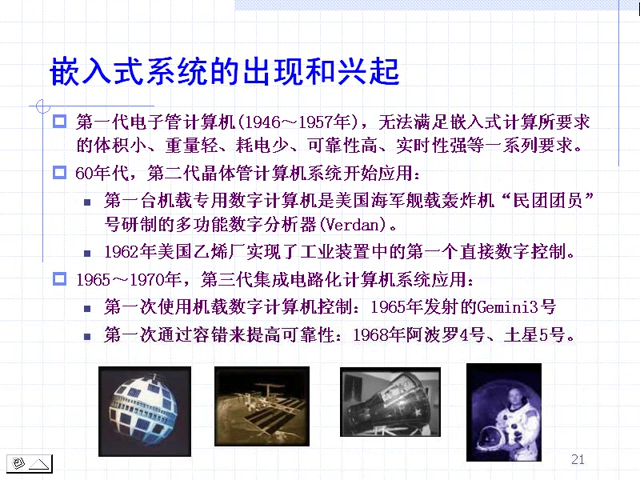 嵌入式系统的出现和兴起
第一代电子管计算机(1946～1957年)，无法满足嵌入式计算所要求
的体积小、重量轻、耗电少、可靠性高、实时性强等一系列要求。
60年代，第二代晶体管计算机系统开始应用：
第一台机载专用数字计算机是美国海军舰载轰炸机“民团团员”
号研制的多功能数字分析器(Verdan)。
1962年美国乙烯厂实现了工业装置中的第一个直接数字控制。
1965～1970年，第三代集成电路化计算机系统应用：
第一次使用机载数字计算机控制：1965年发射的Gemini3号
第一次通过容错来提高可靠性：1968年阿波罗4号、土星5号。
21